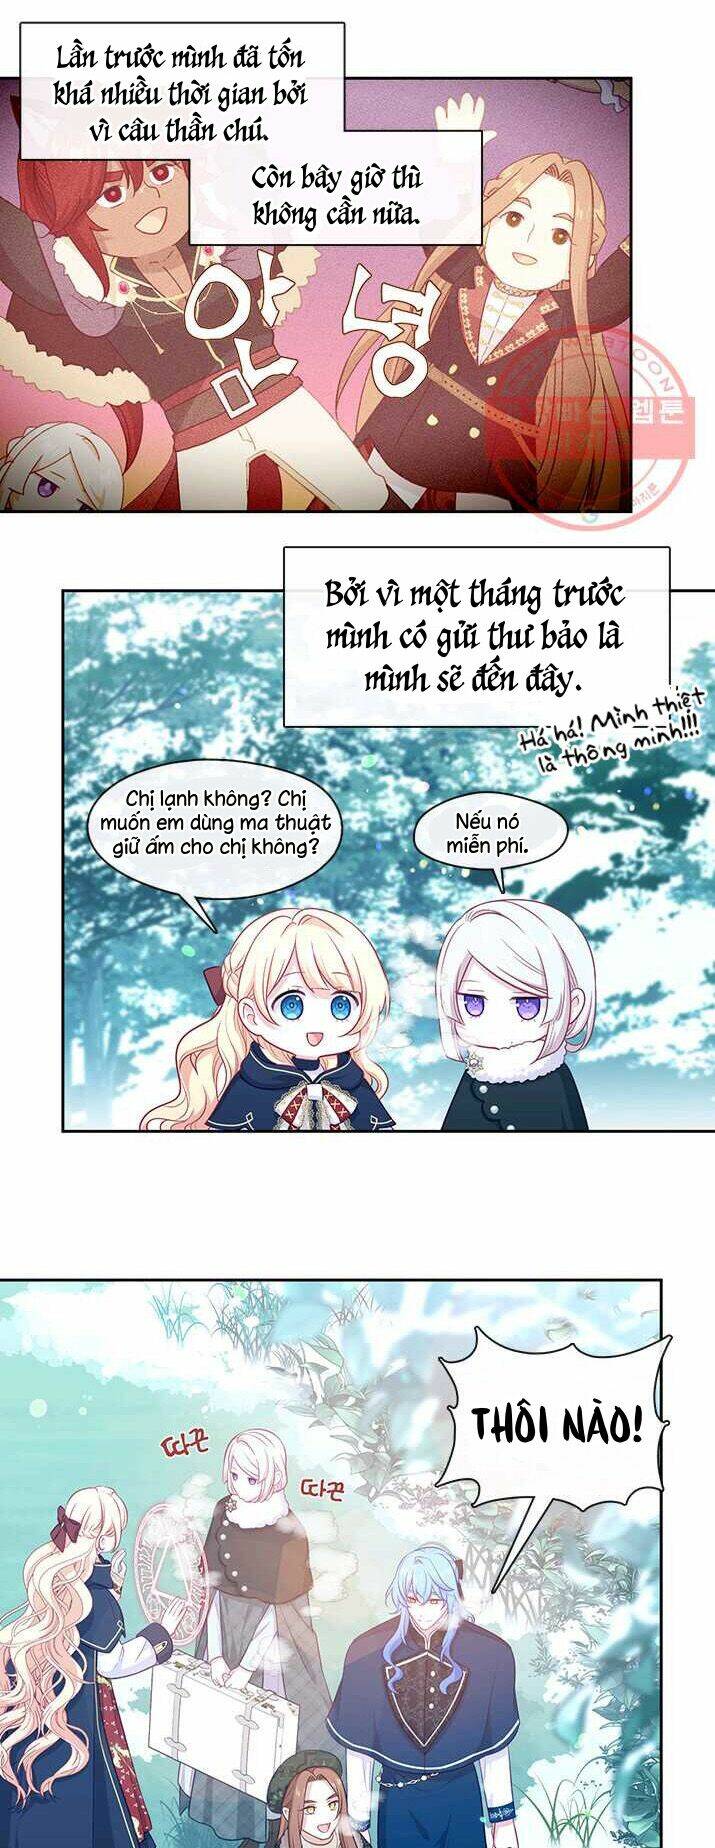 Lần trước mình đã tốn
khá nhiều thời gian bởi
vì câu thần chú.
Còn bây giờ thì
không cần nữa.
안녕
Bởi vì một tháng trước
mình có gửi thư bảo là
mình sẽ đến đây.
Há há! Mình thiệt
là thông minh!!!
Chị lạnh không? Chị
muốn em dùng ma thuật
giữ ấm cho chị không?
Nếu nó
miễn phí.
THÔI NÀO!
따끈
따끈